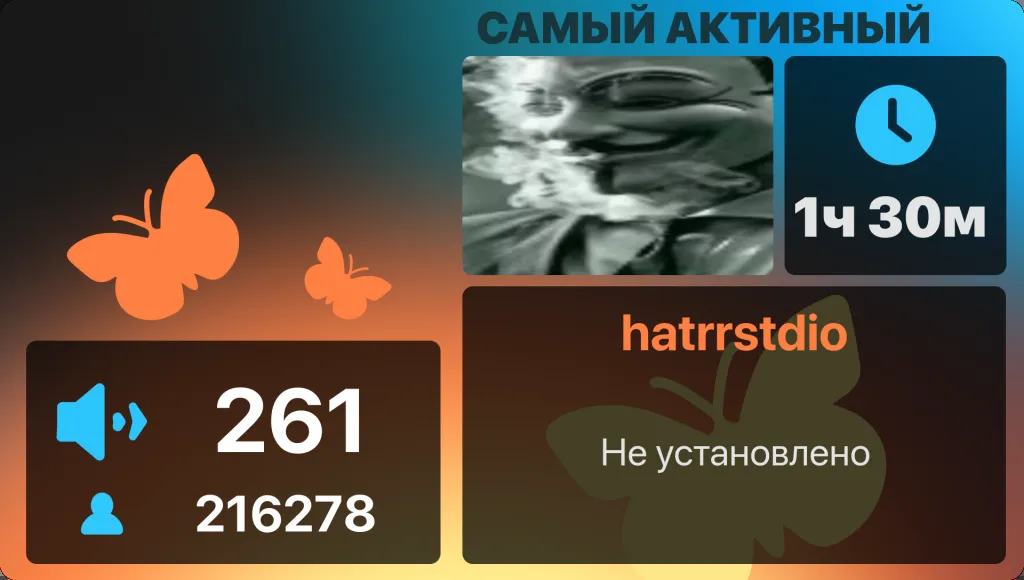 САМЫЙ АКТИВНЫЙ
1ч 30м
hatrrstdio
Не установлено
261
216278